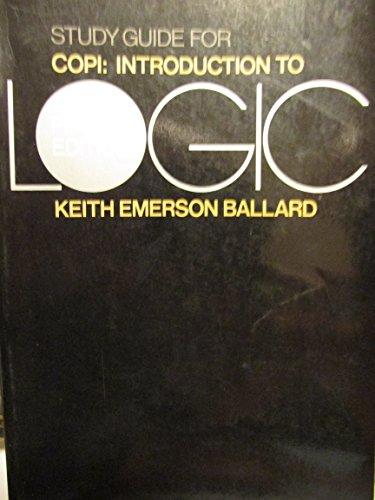 STUDY GUIDE FOR
COPI: INTRODUCTION TO
LOGIC
KEITH EMERSON BALLARD